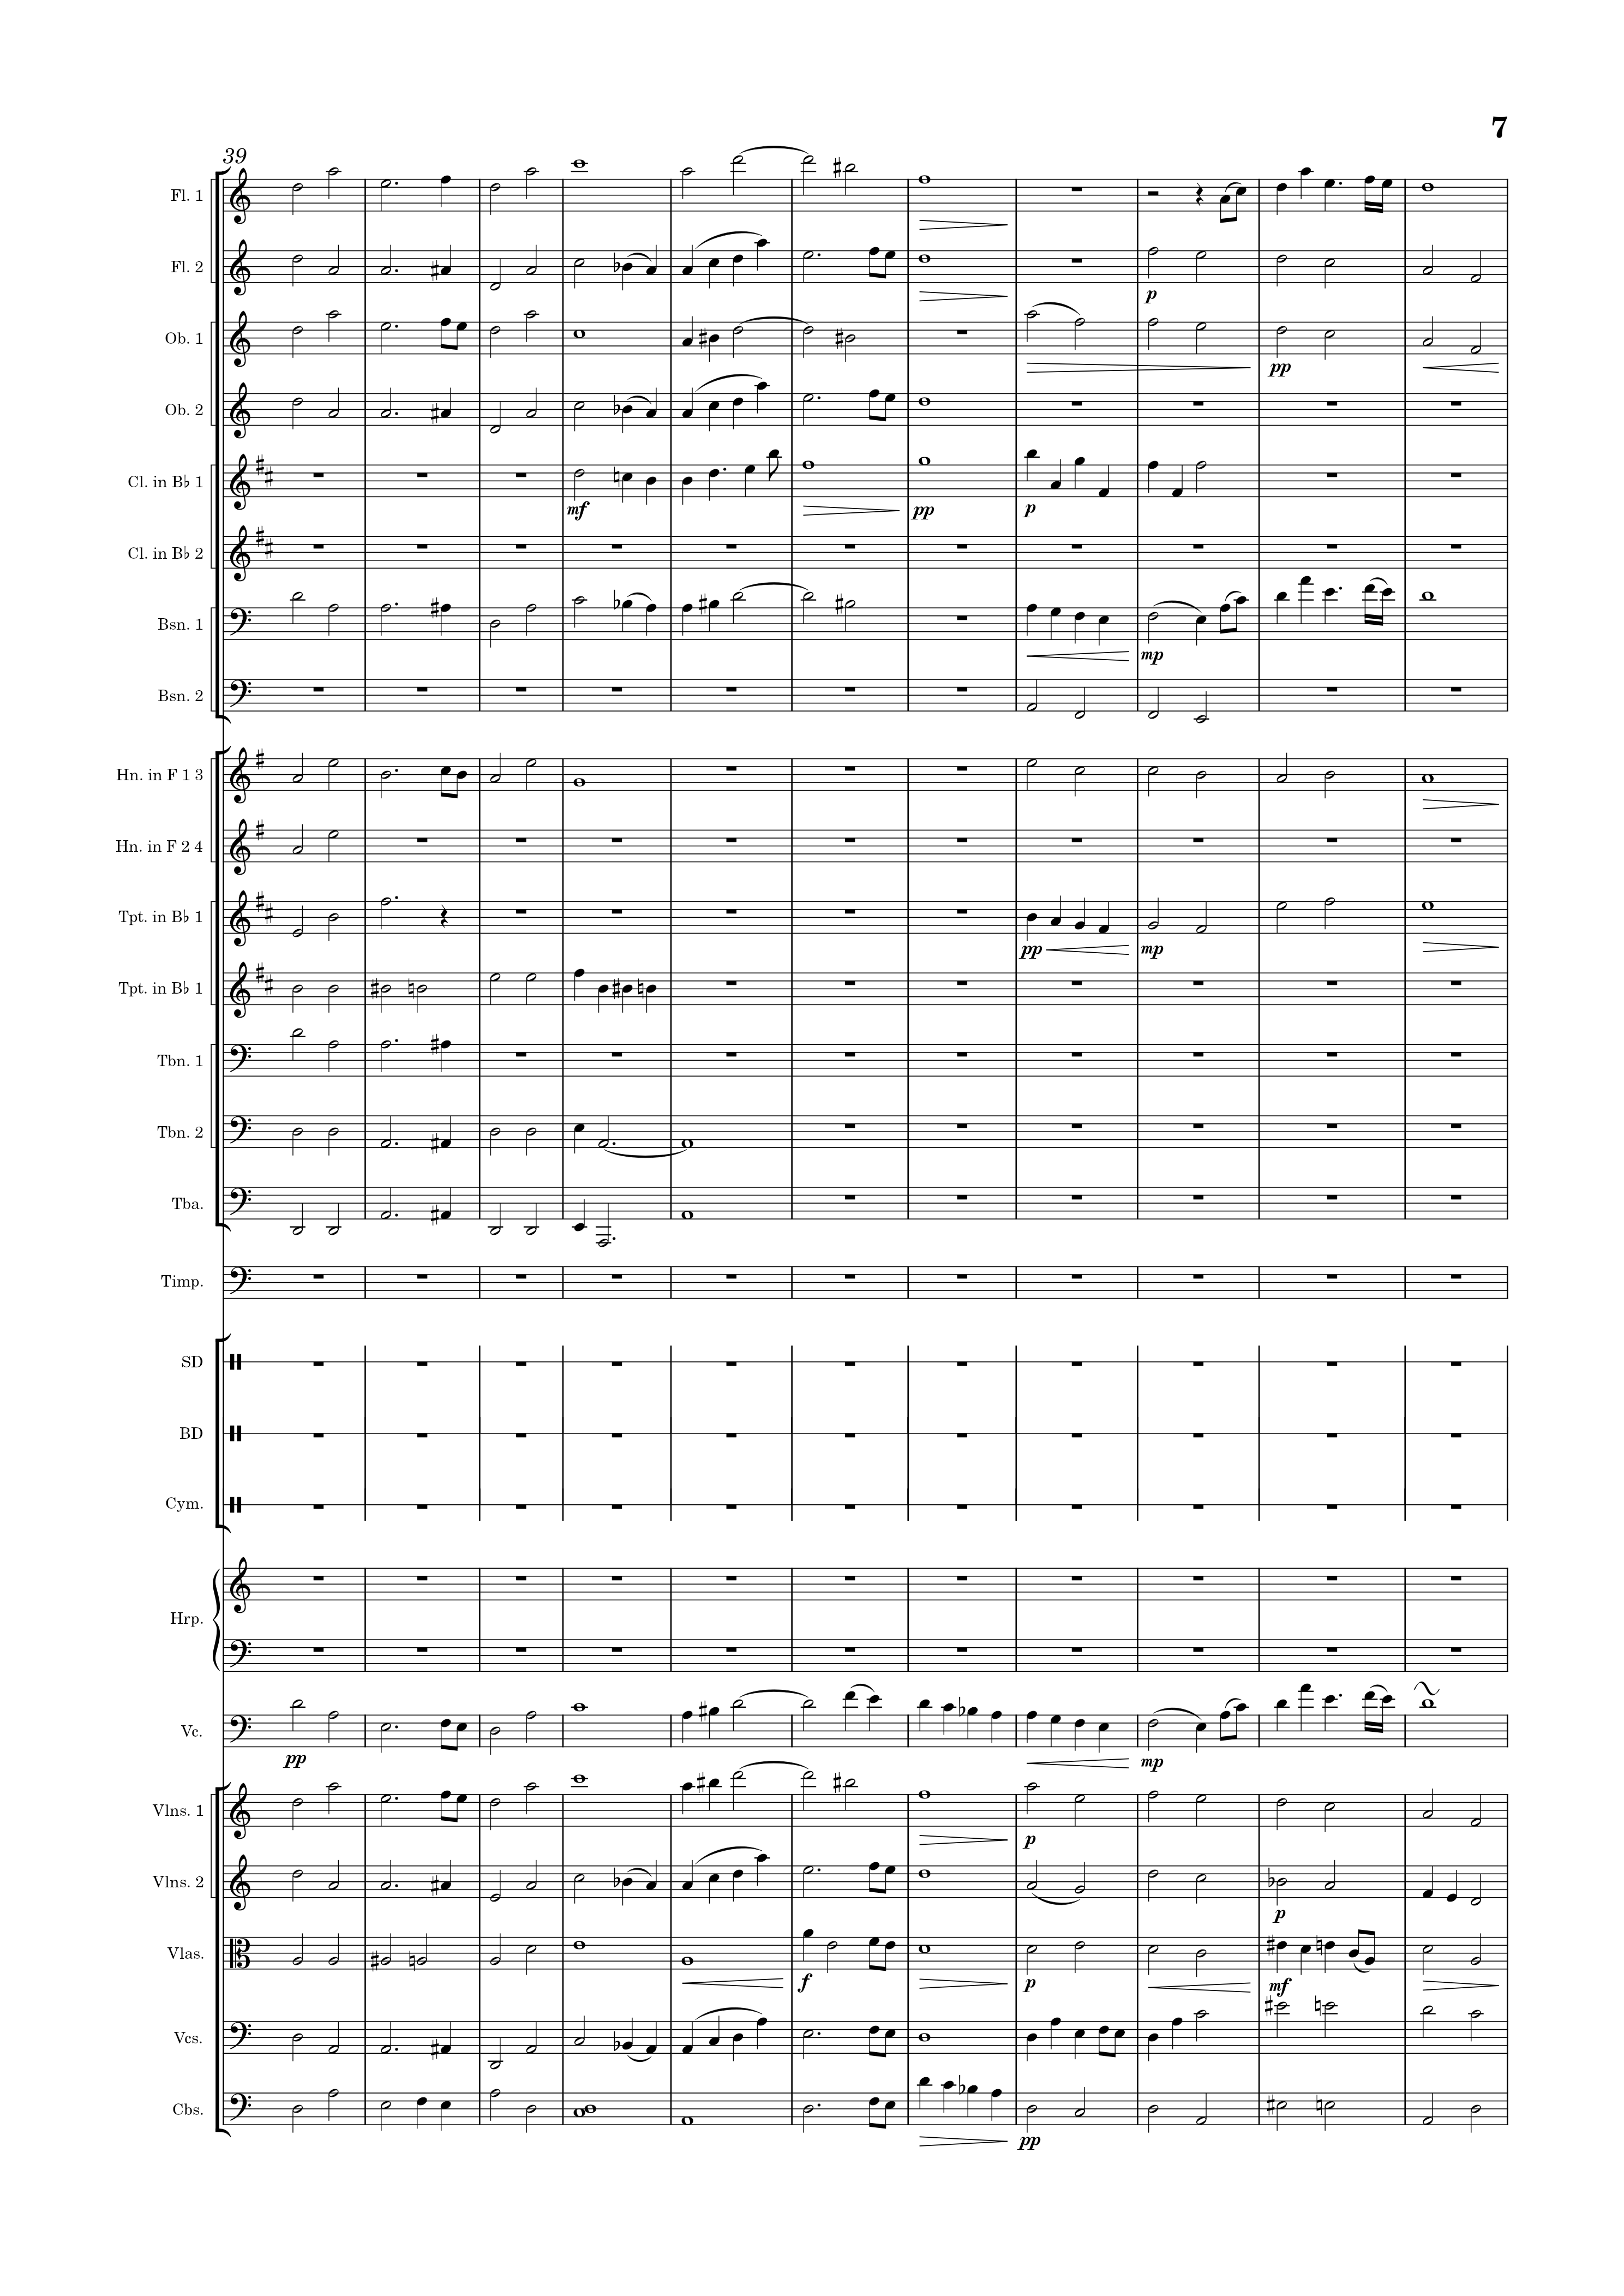 7
39
Fl. 1
Fl. 2
p
Ob. 1
pp
Ob. 2
Cl. in B♭ 1
mf pp p
Cl. in B♭ 2
Bsn. 1
mp
Bsn. 2
Hn. in F 1 3
Hn. in F 2 4
Tpt. in B♭ 1
pp mp
Tpt. in B♭ 1
Tbn. 1
Tbn. 2
Tba.
Timp.
SD
BD
Cym.
Hrp.
Vc.
pp mp
Vlns. 1
p
Vlns. 2
p
Vlas.
f p mf
Vcs.
Cbs.
pp